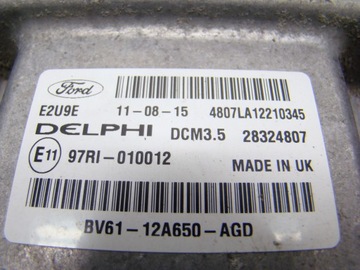 Ford
E2U9E 11-08-15 4807LA12210345
DELPHI DCM3.5 28324807
E11 97RI-010012 MADE IN UK
BV61-12A650-AGD